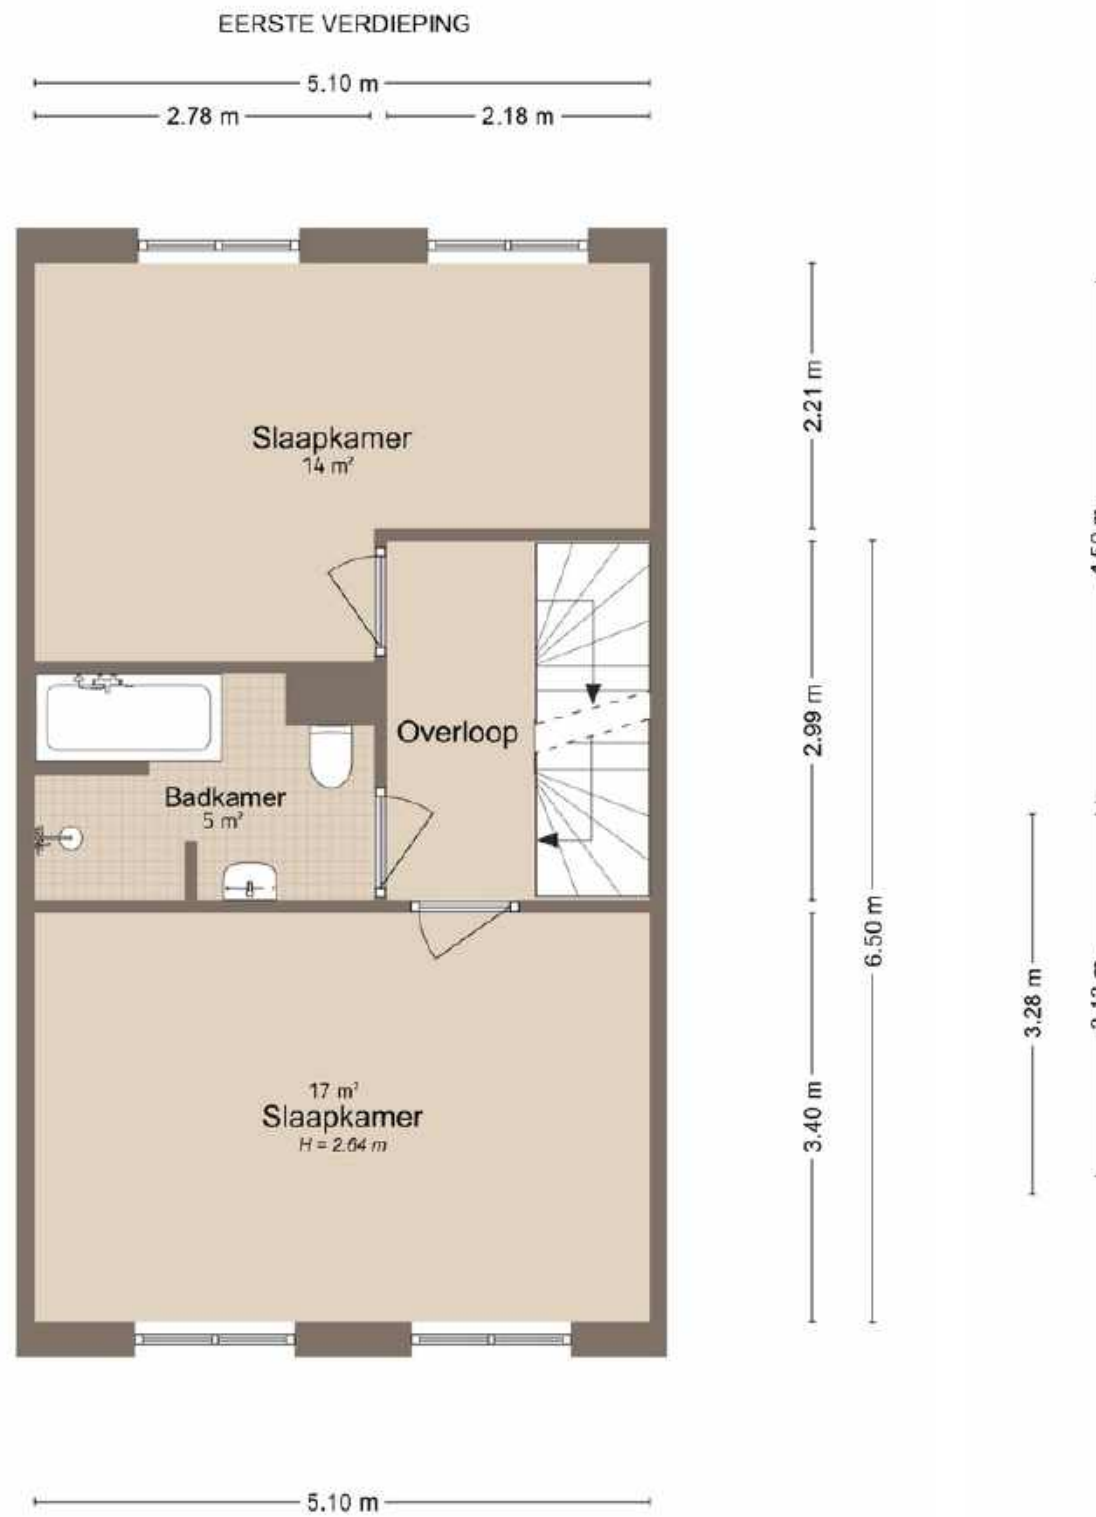 EERSTE VERDIEPING
5.10 m
2.78 m
2.18 m
2.21 m
Slaapkamer
14 m²
2.99 m
Overloop
Badkamer
5 m²
6.50 m
3.28 m
3.40 m
17 m²
Slaapkamer
H = 2.64 m
5.10 m